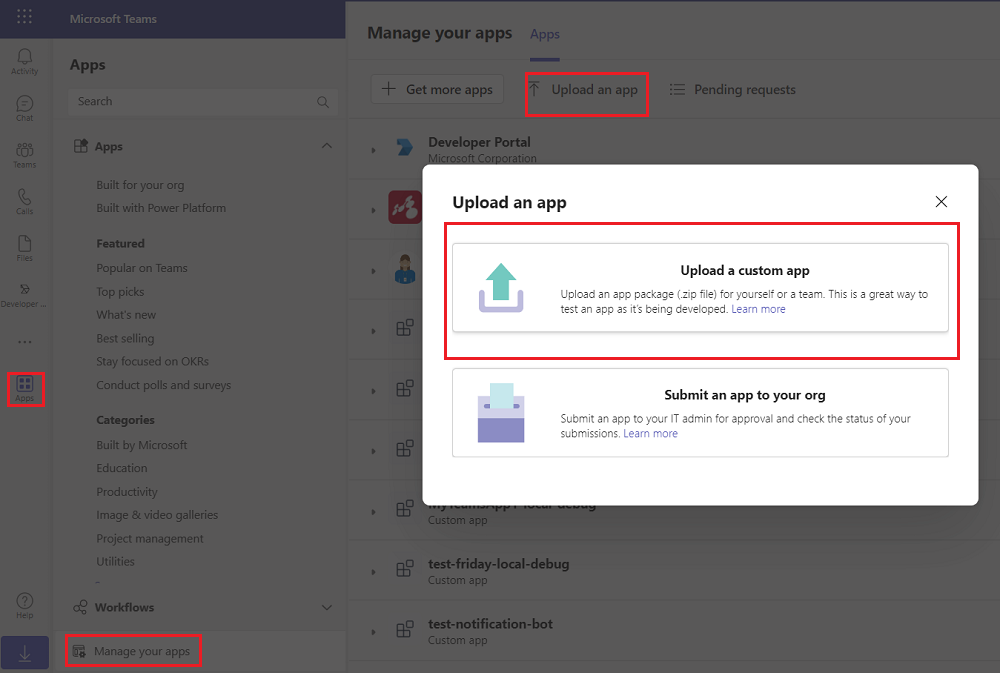 Microsoft Teams
Activity
Chat
Teams
Calls
Files
Developer ...
Apps
Help
Apps
Search
Apps
Built for your org
Built with Power Platform
Featured
Popular on Teams
Top picks
What's new
Best selling
Stay focused on OKRs
Conduct polls and surveys
Categories
Built by Microsoft
Education
Productivity
Image & video galleries
Project management
Utilities
Workflows
Manage your apps
Manage your apps
Apps
Get more apps
Upload an app
Pending requests
Developer Portal
Microsoft Corporation
Upload an app
Upload a custom app
Upload an app package (.zip file) for yourself or a team. This is a great way to
test an app as it's being developed. Learn more
Submit an app to your org
Submit an app to your IT admin for approval and check the status of your
submissions. Learn more
Custom app
test-friday-local-debug
Custom app
test-notification-bot
Custom app